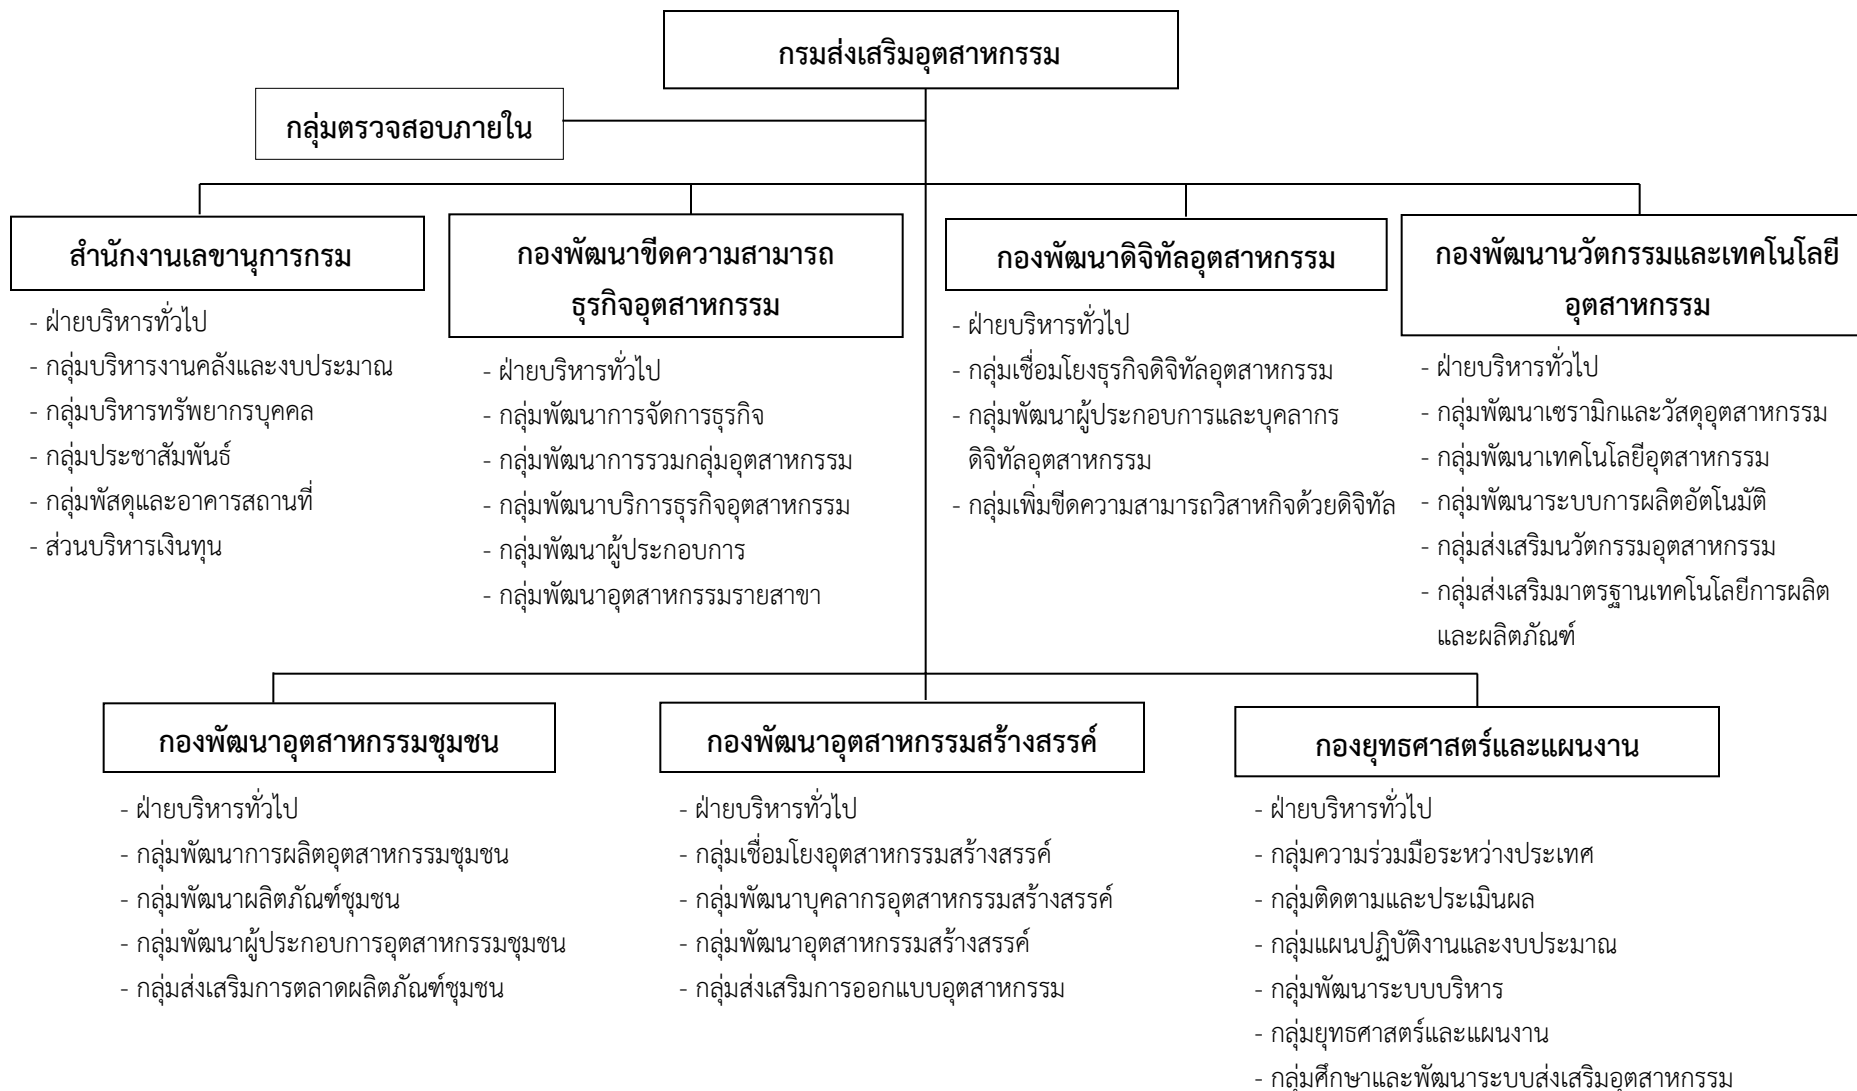 กรมส่งเสริมอุตสาหกรรม
กลุ่มตรวจสอบภายใน
สำนักงานเลขานุการกรม
- ฝ่ายบริหารทั่วไป
- กลุ่มบริหารงานคลังและงบประมาณ
- กลุ่มบริหารทรัพยากรบุคคล
- กลุ่มประชาสัมพันธ์
- กลุ่มพัสดุและอาคารสถานที่
- ส่วนบริหารเงินทุน
กองพัฒนาขีดความสามารถ
ธุรกิจอุตสาหกรรม
- ฝ่ายบริหารทั่วไป
- กลุ่มพัฒนาการจัดการธุรกิจ
- กลุ่มพัฒนาการรวมกลุ่มอุตสาหกรรม
- กลุ่มพัฒนาบริการธุรกิจอุตสาหกรรม
- กลุ่มพัฒนาผู้ประกอบการ
- กลุ่มพัฒนาอุตสาหกรรมรายสาขา
กองพัฒนาดิจิทัลอุตสาหกรรม
- ฝ่ายบริหารทั่วไป
- กลุ่มเชื่อมโยงธุรกิจดิจิทัลอุตสาหกรรม
- กลุ่มพัฒนาผู้ประกอบการและบุคลากร
ดิจิทัลอุตสาหกรรม
- กลุ่มเพิ่มขีดความสามารถวิสาหกิจด้วยดิจิทัล
กองพัฒนานวัตกรรมและเทคโนโลยี
อุตสาหกรรม
- ฝ่ายบริหารทั่วไป
- กลุ่มพัฒนาเซรามิกและวัสดุอุตสาหกรรม
- กลุ่มพัฒนาเทคโนโลยีอุตสาหกรรม
- กลุ่มพัฒนาระบบการผลิตอัตโนมัติ
- กลุ่มส่งเสริมนวัตกรรมอุตสาหกรรม
- กลุ่มส่งเสริมมาตรฐานเทคโนโลยีการผลิต
และผลิตภัณฑ์
กองพัฒนาอุตสาหกรรมชุมชน
- ฝ่ายบริหารทั่วไป
- กลุ่มพัฒนาการผลิตอุตสาหกรรมชุมชน
- กลุ่มพัฒนาผลิตภัณฑ์ชุมชน
- กลุ่มพัฒนาผู้ประกอบการอุตสาหกรรมชุมชน
- กลุ่มส่งเสริมการตลาดผลิตภัณฑ์ชุมชน
กองพัฒนาอุตสาหกรรมสร้างสรรค์
- ฝ่ายบริหารทั่วไป
- กลุ่มเชื่อมโยงอุตสาหกรรมสร้างสรรค์
- กลุ่มพัฒนาบุคลากรอุตสาหกรรมสร้างสรรค์
- กลุ่มพัฒนาอุตสาหกรรมสร้างสรรค์
- กลุ่มส่งเสริมการออกแบบอุตสาหกรรม
กองยุทธศาสตร์และแผนงาน
- ฝ่ายบริหารทั่วไป
- กลุ่มความร่วมมือระหว่างประเทศ
- กลุ่มติดตามและประเมินผล
- กลุ่มแผนปฏิบัติงานและงบประมาณ
- กลุ่มพัฒนาระบบบริหาร
- กลุ่มยุทธศาสตร์และแผนงาน
- กลุ่มศึกษาและพัฒนาระบบส่งเสริมอุตสาหกรรม